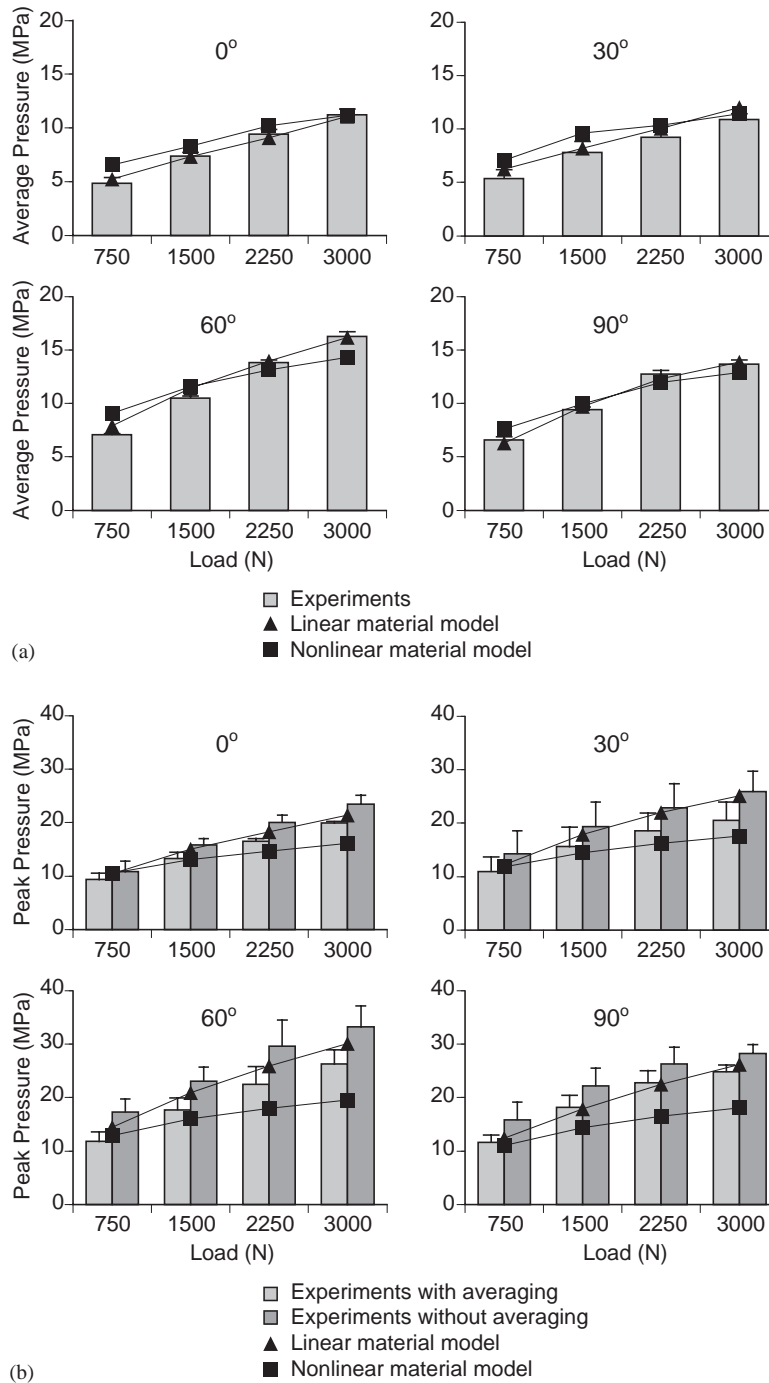 Average Pressure (MPa)
20
15
10
5
0
0°
750 1500 2250 3000
20
15
10
5
0
30°
750 1500 2250 3000
Average Pressure (MPa)
20
15
10
5
0
60°
750 1500 2250 3000
Load (N)
20
15
10
5
0
90°
750 1500 2250 3000
Load (N)
Experiments
Linear material model
Nonlinear material model
(a)
Peak Pressure (MPa)
40
30
20
10
0
0°
750 1500 2250 3000
40
30
20
10
0
30°
750 1500 2250 3000
Peak Pressure (MPa)
40
30
20
10
0
60°
750 1500 2250 3000
Load (N)
40
30
20
10
0
90°
750 1500 2250 3000
Load (N)
Experiments with averaging
Experiments without averaging
Linear material model
Nonlinear material model
(b)